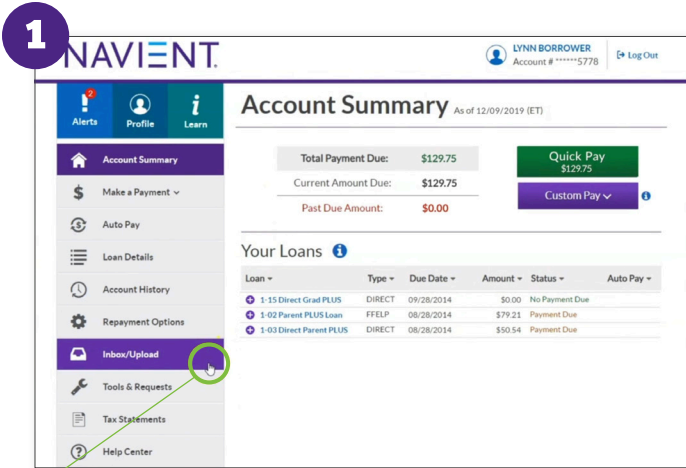 1
NAVIENT
LYNN BORROWER
Account # ******5778
Log Out
2
Alerts
Profile
i
Learn
Account Summary As of 12/09/2019 (ET)
Account Summary
$ Make a Payment
$ Auto Pay
Loan Details
Account History
Repayment Options
Inbox/Upload
Tools & Requests
Tax Statements
? Help Center
Total Payment Due: $129.75
Current Amount Due: $129.75
Past Due Amount: $0.00
Quick Pay
$129.75
Custom Pay i
Your Loans i
Loan Type Due Date Amount Status Auto Pay
1-15 Direct Grad PLUS DIRECT 09/28/2014 $0.00 No Payment Due
1-02 Parent PLUS Loan FFELP 08/28/2014 $79.21 Payment Due
1-03 Direct Parent PLUS DIRECT 08/28/2014 $50.54 Payment Due